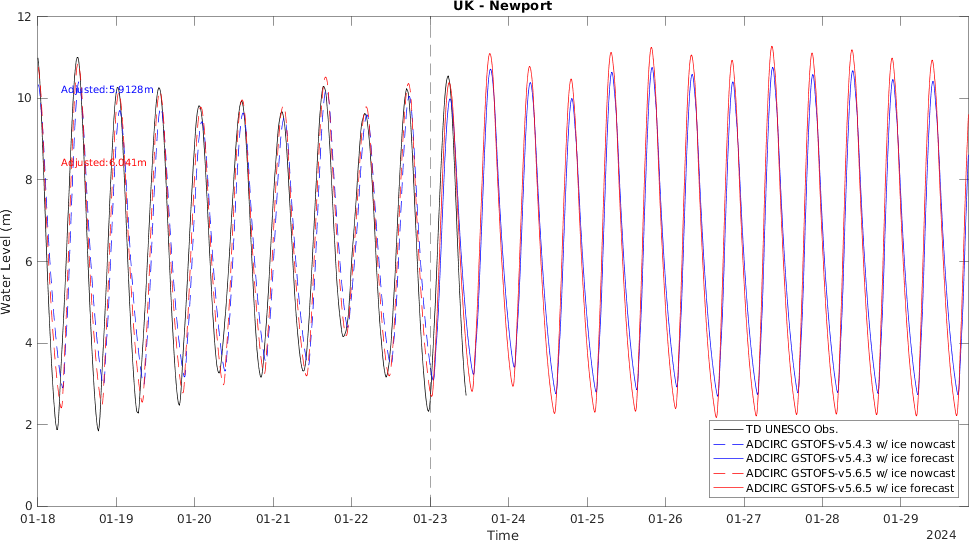 UK - Newport
12
10
8
6
4
2
0
Water Level (m)
Adjusted:5.9128m
Adjusted:6.041m
TD UNESCO Obs.
ADCIRC GSTOFS-v5.4.3 w/ ice nowcast
ADCIRC GSTOFS-v5.4.3 w/ ice forecast
ADCIRC GSTOFS-v5.6.5 w/ ice nowcast
ADCIRC GSTOFS-v5.6.5 w/ ice forecast
01-18 01-19 01-20 01-21 01-22 01-23 01-24 01-25 01-26 01-27 01-28 01-29
Time
2024